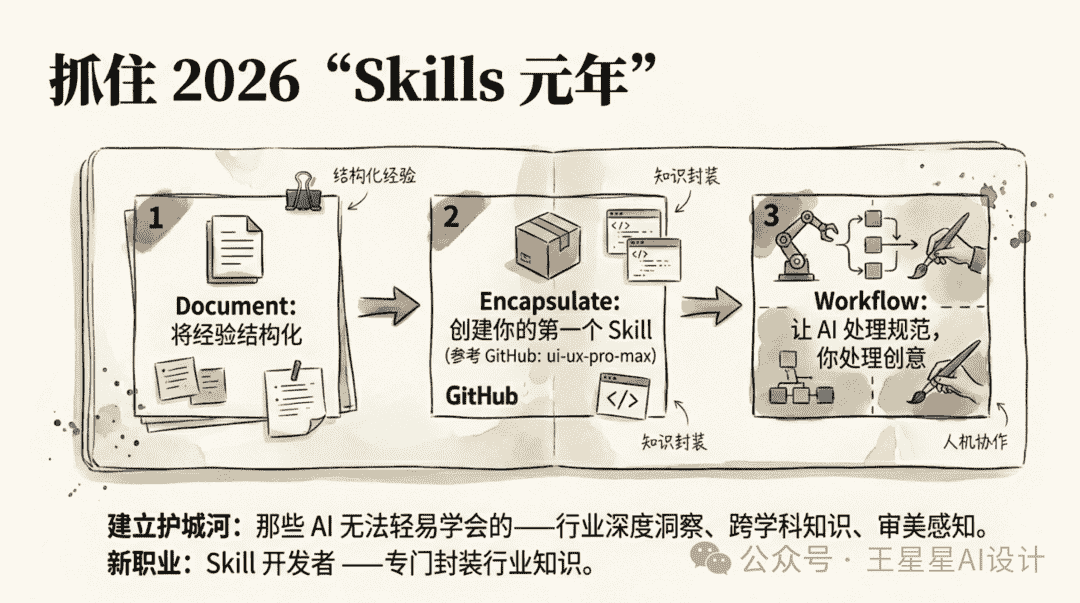 抓住 2026 “Skills 元年”
结构化经验
1
Document:
将经验结构化
知识封装
2
</>
</>
Encapsulate:
创建你的第一个 Skill
(参考 GitHub: ui-ux-pro-max)
GitHub
</>
知识封装
3
Workflow:
让 AI 处理规范，
你处理创意
人机协作
建立护城河：那些 AI 无法轻易学会的——行业深度洞察、跨学科知识、审美感知。
新职业：Skill 开发者 ——专门封装行业知识。
公众号 · 王星星AI设计